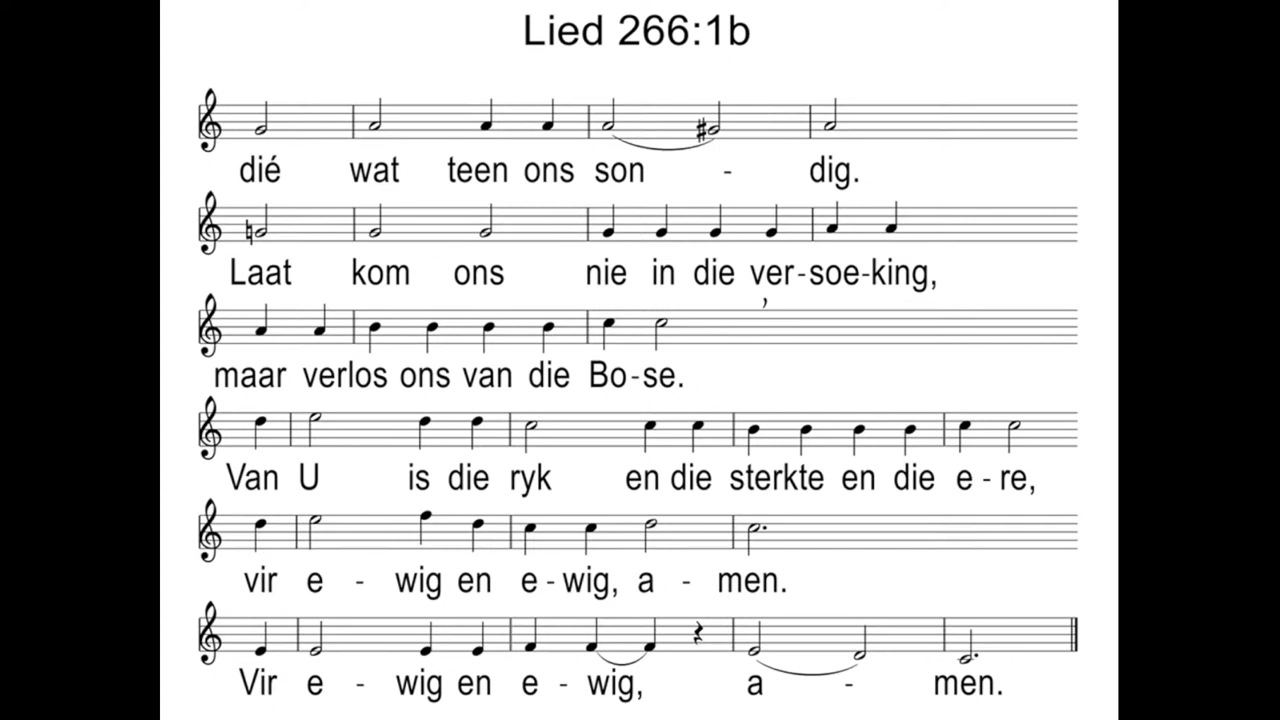 Lied 266:1b
dié wat teen ons son - dig.
Laat kom ons nie in die ver-soe-king,
maar verlos ons van die Bo-se.
Van U is die ryk en die sterkte en die e-re,
vir e - wig en e-wig, a - men.
Vir e - wig en e - wig, a - men.